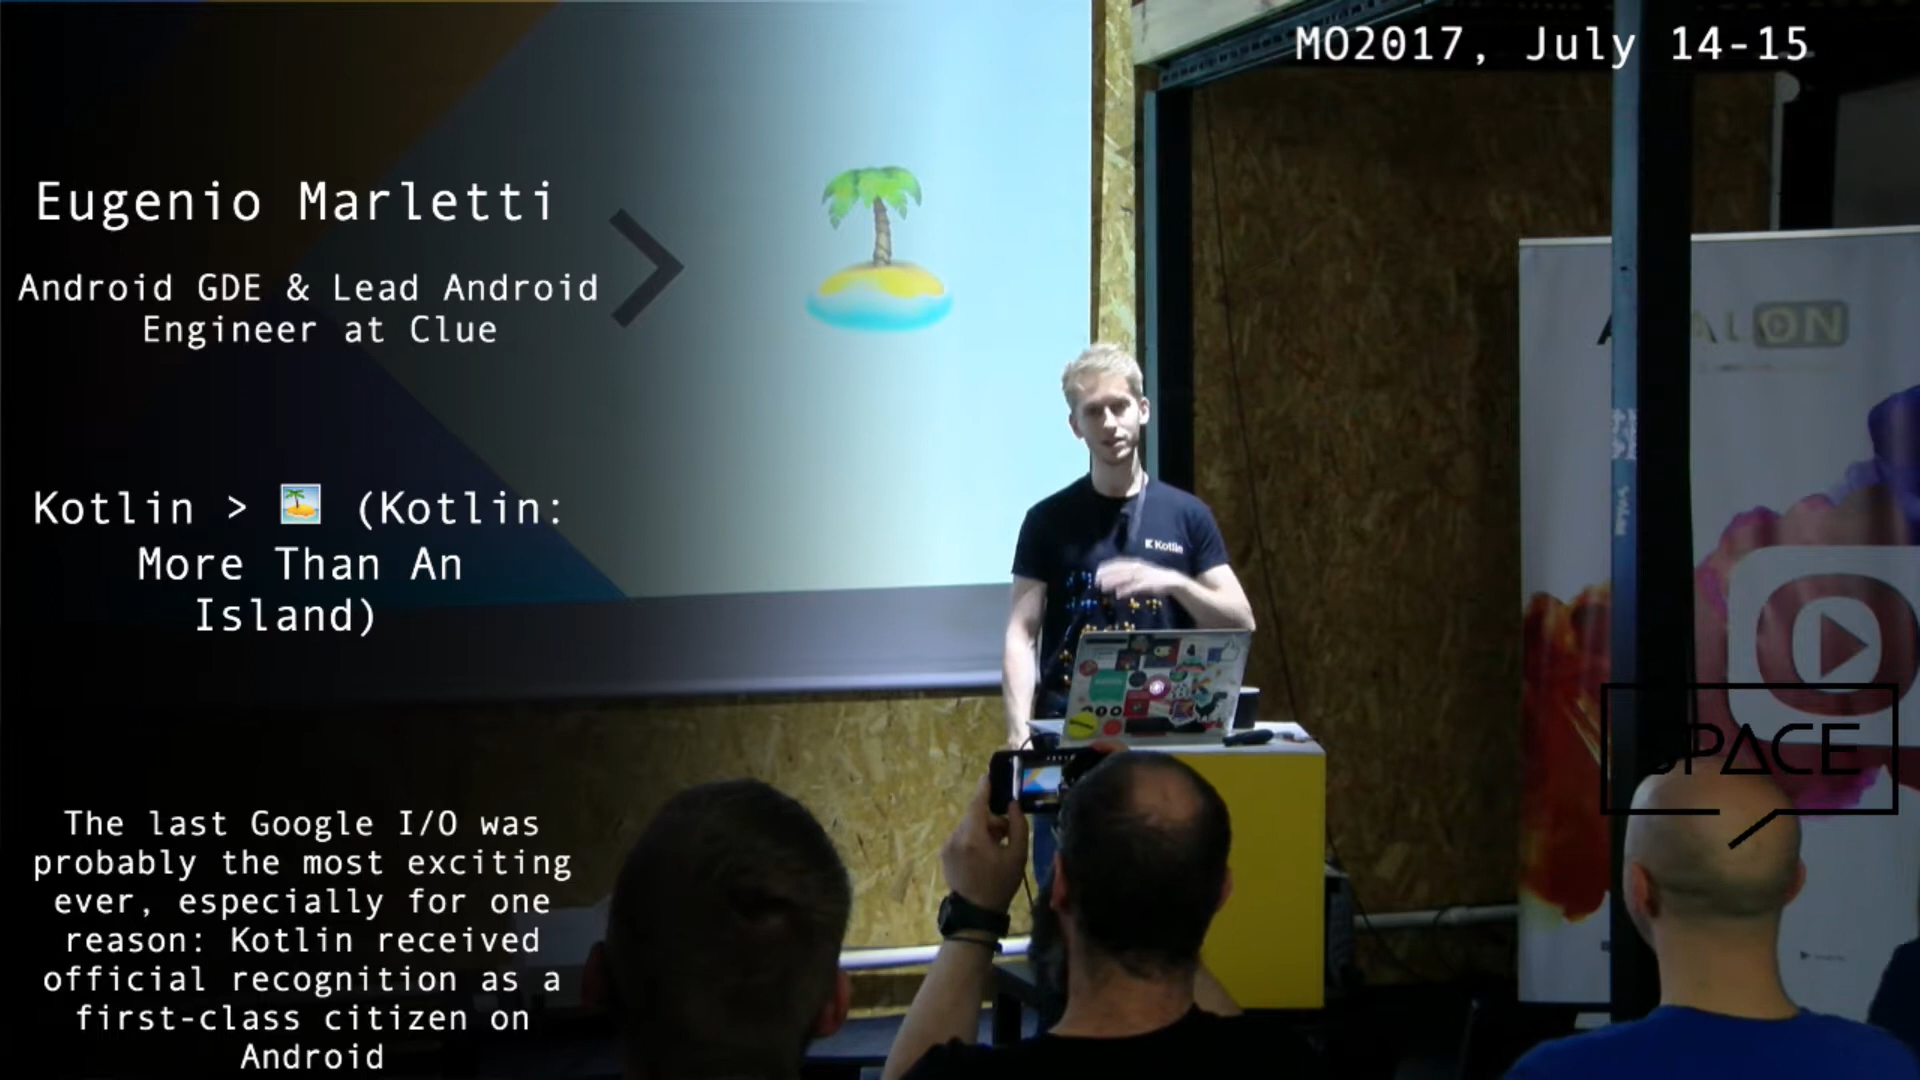 MO2017, July 14-15
Eugenio Marletti
Android GDE & Lead Android
Engineer at Clue
Kotlin > 🏝 (Kotlin:
More Than An
Island)
The last Google I/O was
probably the most exciting
ever, especially for one
reason: Kotlin received
official recognition as a
first-class citizen on
Android
Kotlin
ON
SPACE